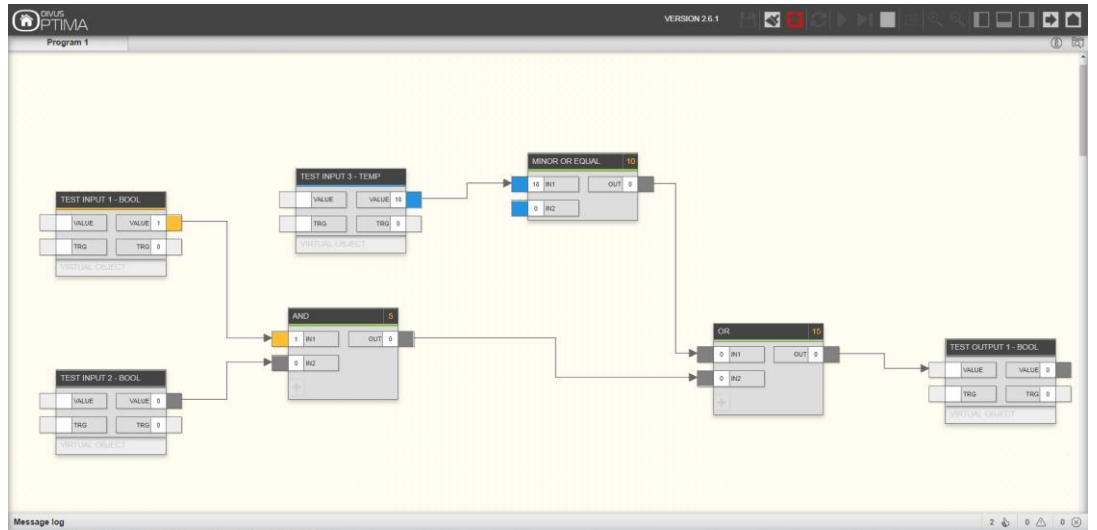 DIVUS
OPTIMA
VERSION 2.6.1
Program 1
TEST INPUT 1 - BOOL
VALUE VALUE 1
TRG TRG 0
VIRTUAL OBJECT
TEST INPUT 3 - TEMP
VALUE VALUE 18
TRG TRG 0
VIRTUAL OBJECT
MINOR OR EQUAL 10
18 IN1 OUT 0
0 IN2
TEST INPUT 2 - BOOL
VALUE VALUE 0
TRG TRG 0
VIRTUAL OBJECT
AND 5
1 IN1 OUT 0
0 IN2
+
OR 15
0 IN1 OUT 0
0 IN2
+
TEST OUTPUT 1 - BOOL
VALUE VALUE 0
TRG TRG 0
VIRTUAL OBJECT
Message log
2 0 0